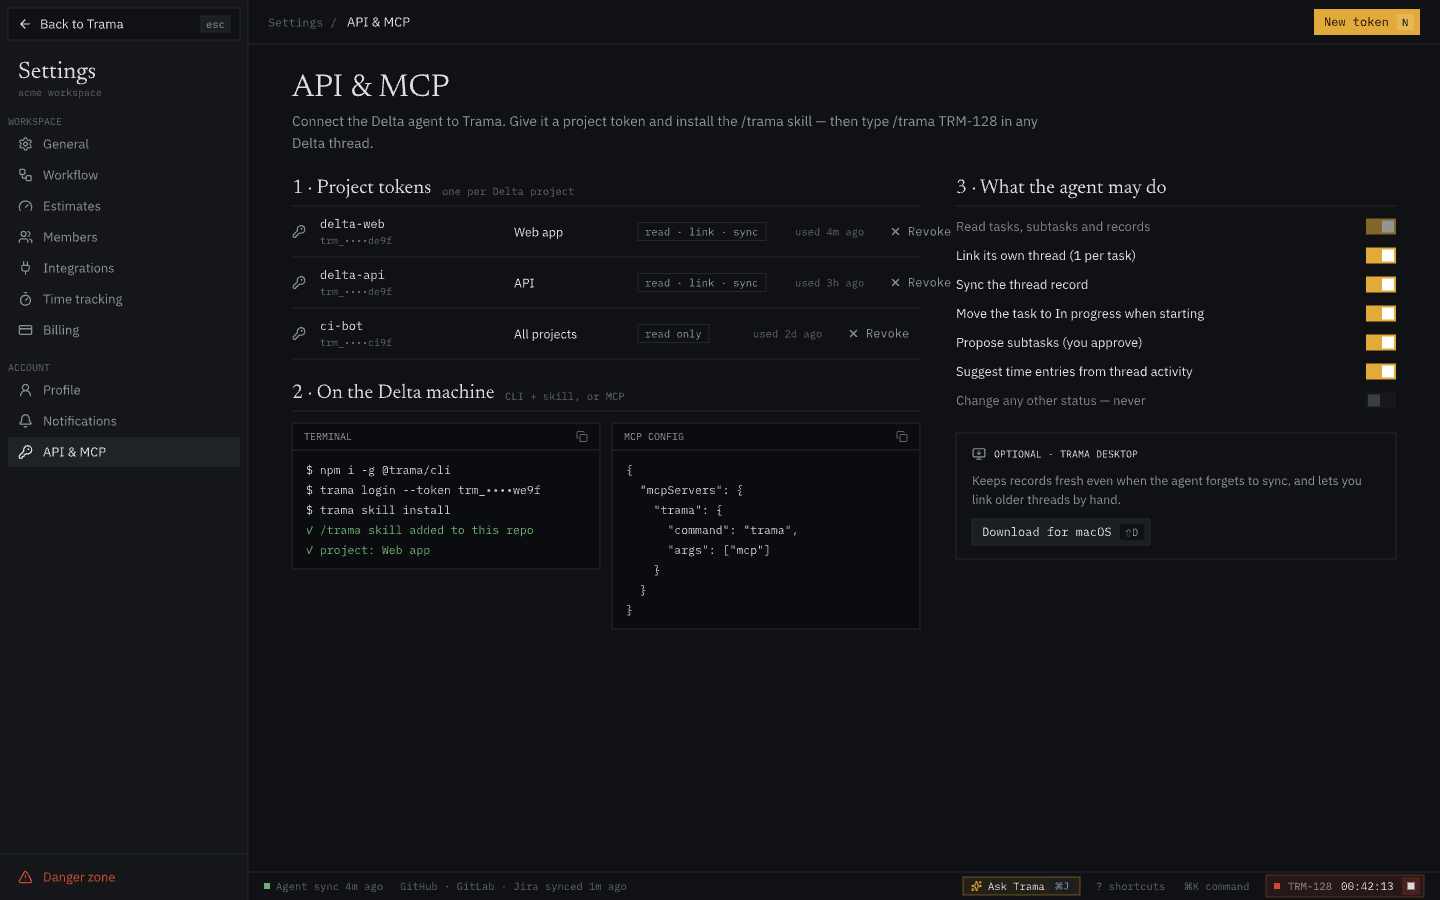 Back to Trama esc
Settings
acme workspace
WORKSPACE
General
Workflow
Estimates
Members
Integrations
Time tracking
Billing
ACCOUNT
Profile
Notifications
API & MCP
Danger zone
Settings / API & MCP
New token N
API & MCP
Connect the Delta agent to Trama. Give it a project token and install the /trama skill — then type /trama TRM-128 in any
Delta thread.
1 · Project tokens one per Delta project
delta-web
trm_••••de9f
Web app
read · link · sync
used 4m ago
✕ Revoke
delta-api
trm_••••de9f
API
read · link · sync
used 3h ago
✕ Revoke
ci-bot
trm_••••ci9f
All projects
read only
used 2d ago
✕ Revoke
2 · On the Delta machine CLI + skill, or MCP
TERMINAL
$ npm i -g @trama/cli
$ trama login --token trm_••••we9f
$ trama skill install
✓ /trama skill added to this repo
✓ project: Web app
MCP CONFIG
{
"mcpServers": {
"trama": {
"command": "trama",
"args": ["mcp"]
}
}
}
3 · What the agent may do
Read tasks, subtasks and records
Link its own thread (1 per task)
Sync the thread record
Move the task to In progress when starting
Propose subtasks (you approve)
Suggest time entries from thread activity
Change any other status — never
OPTIONAL · TRAMA DESKTOP
Keeps records fresh even when the agent forgets to sync, and lets you
link older threads by hand.
Download for macOS ⇧D
Agent sync 4m ago GitHub · GitLab · Jira synced 1m ago
Ask Trama ⌘J
? shortcuts
⌘K command
TRM-128 00:42:13